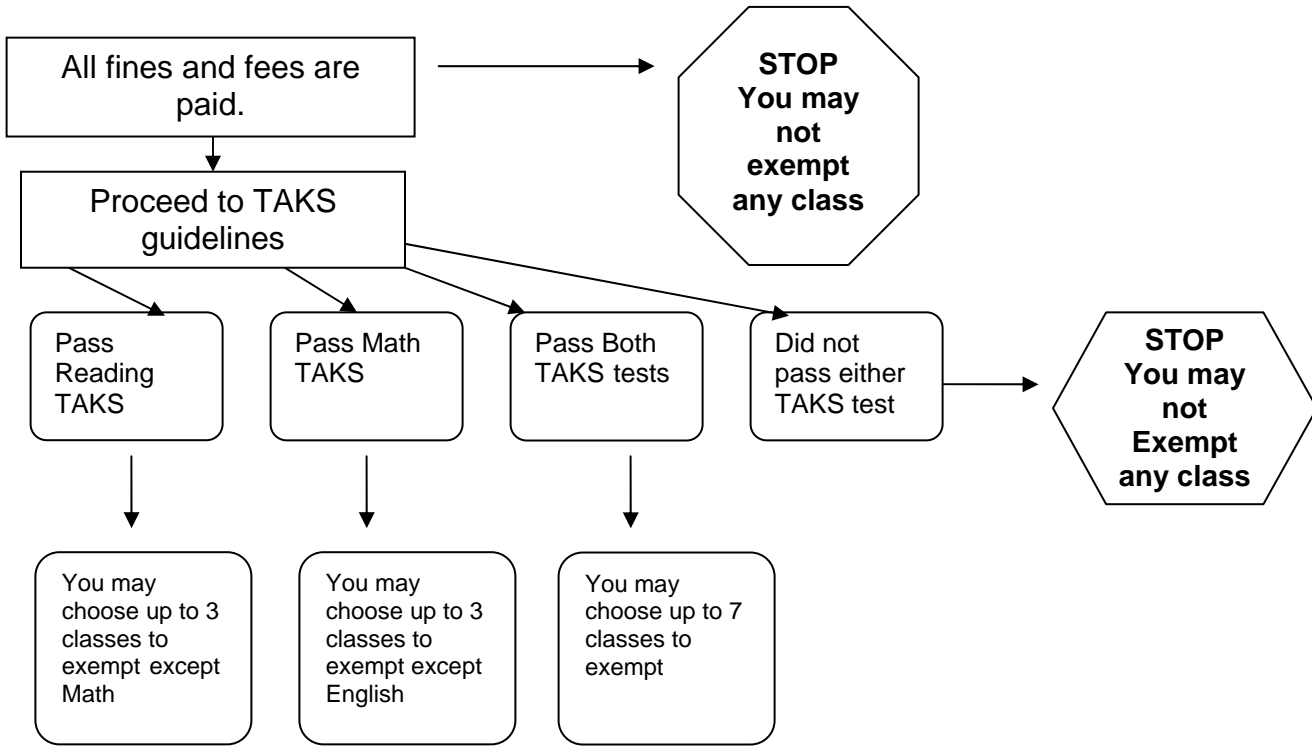 All fines and fees are
paid.
STOP
You may
not
exempt
any class
Proceed to TAKS
guidelines
Pass
Reading
TAKS
Pass Math
TAKS
Pass Both
TAKS tests
Did not
pass either
TAKS test
STOP
You may
not
Exempt
any class
You may
choose up to 3
classes to
exempt except
Math
You may
choose up to 3
classes to
exempt except
English
You may
choose up to 7
classes to
exempt